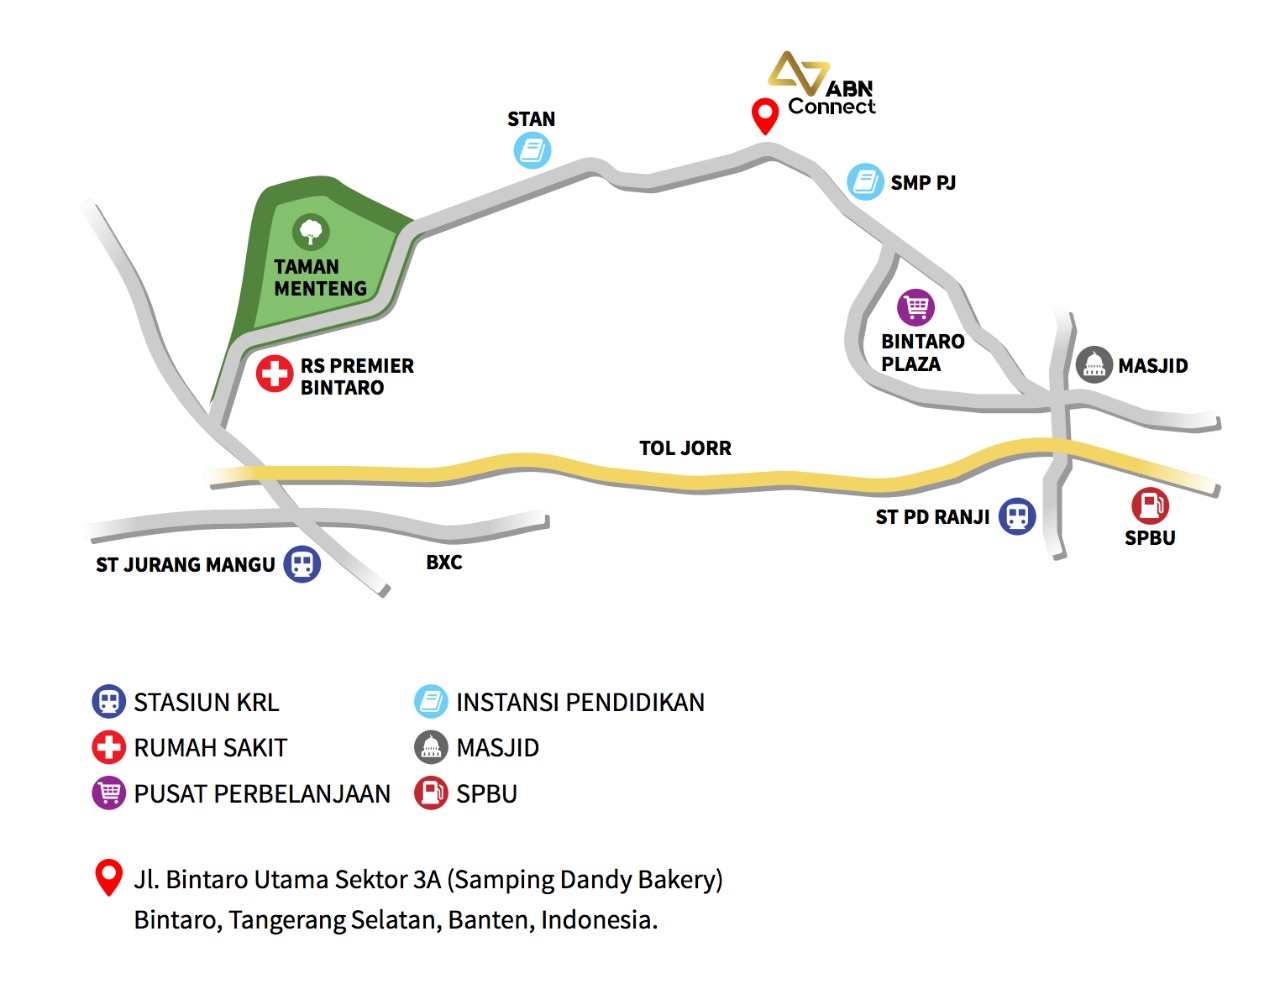 ABN
Connect
STAN
SMP PJ
TAMAN
MENTENG
BINTARO
PLAZA
RS PREMIER
BINTARO
MASJID
TOL JORR
ST PD RANJI
SPBU
ST JURANG MANGU
BXC
STASIUN KRL
INSTANSI PENDIDIKAN
RUMAH SAKIT
MASJID
PUSAT PERBELANJAAN
SPBU
Jl. Bintaro Utama Sektor 3A (Samping Dandy Bakery)
Bintaro, Tangerang Selatan, Banten, Indonesia.